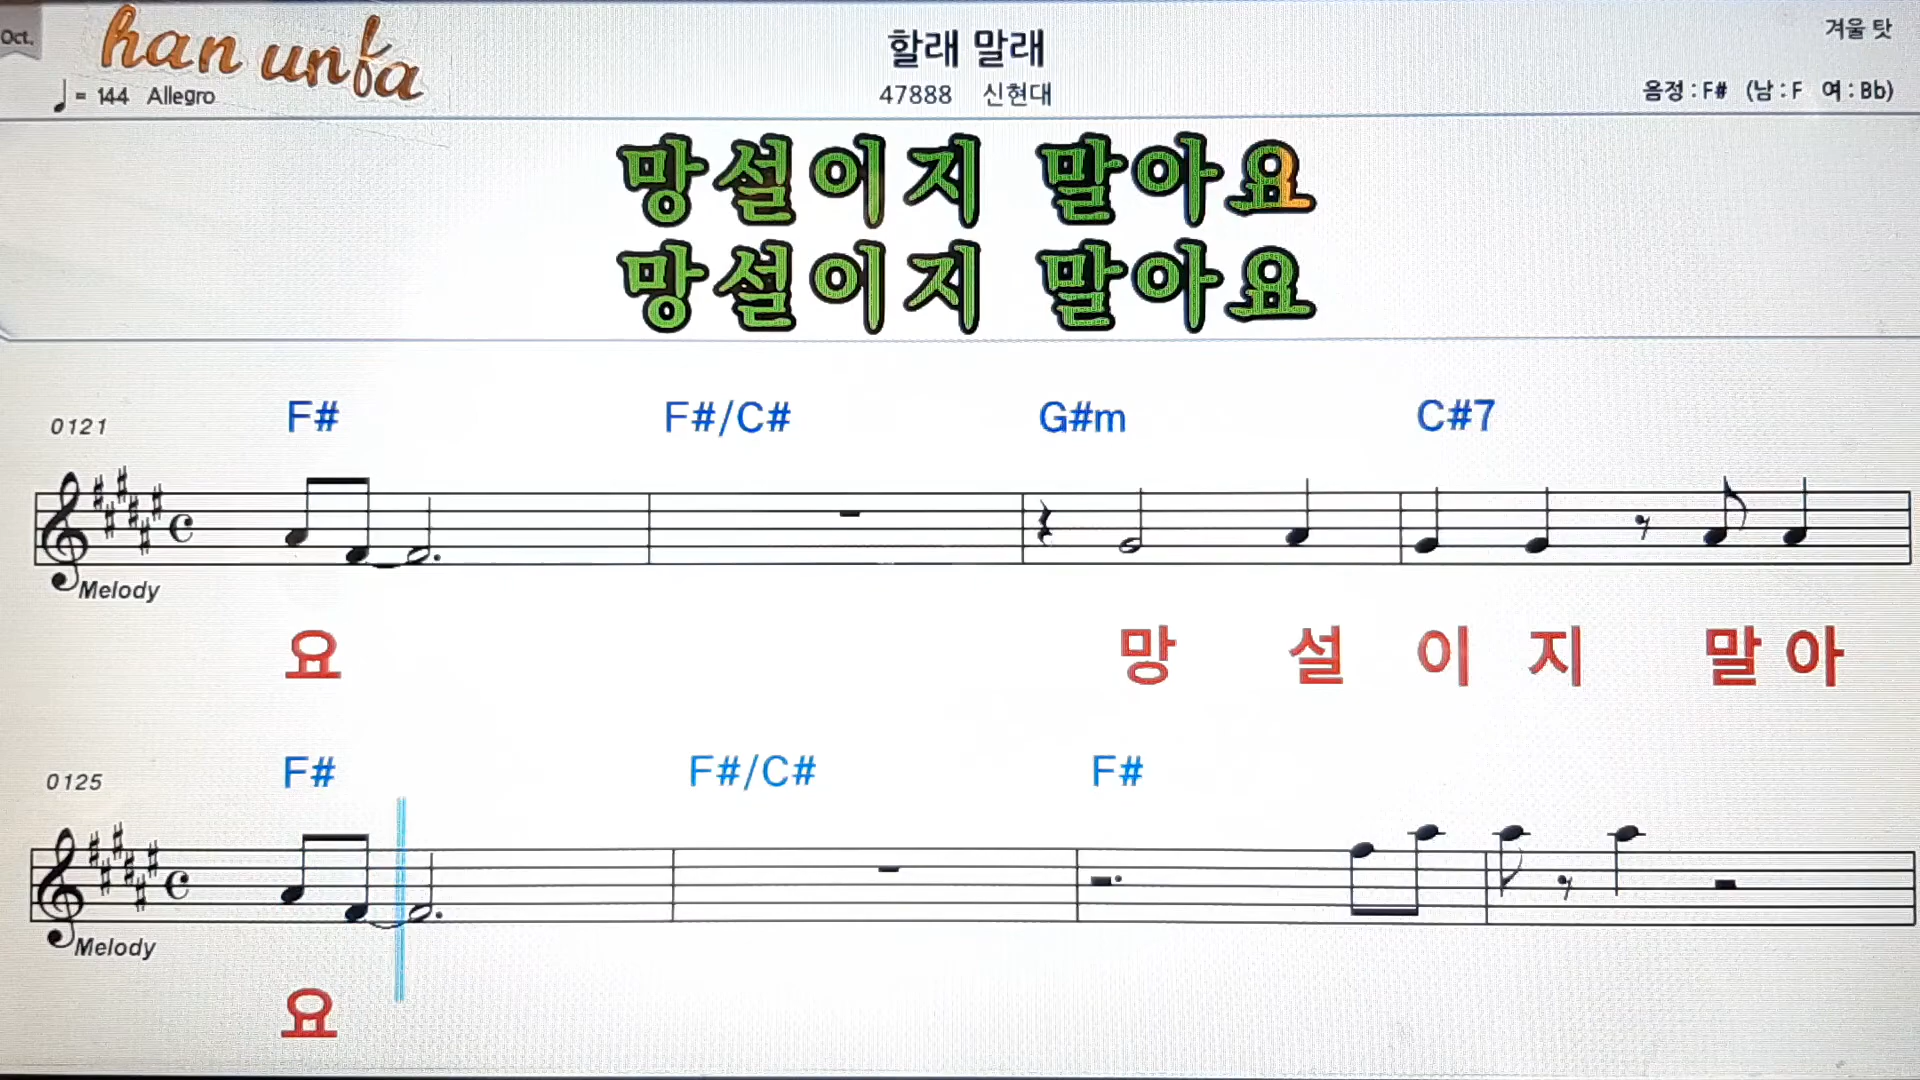 Oct.
han unfa
할래 말래
겨울 탓
= 144 Allegro
47888 신현대
음정 : F# (남 : F 여 : Bb)
망설이지 말아요
망설이지 말아요
0121 F# F#/C# G#m C#7
Melody
요 망 설 이 지 말 아
0125 F# F#/C# F#
Melody
요